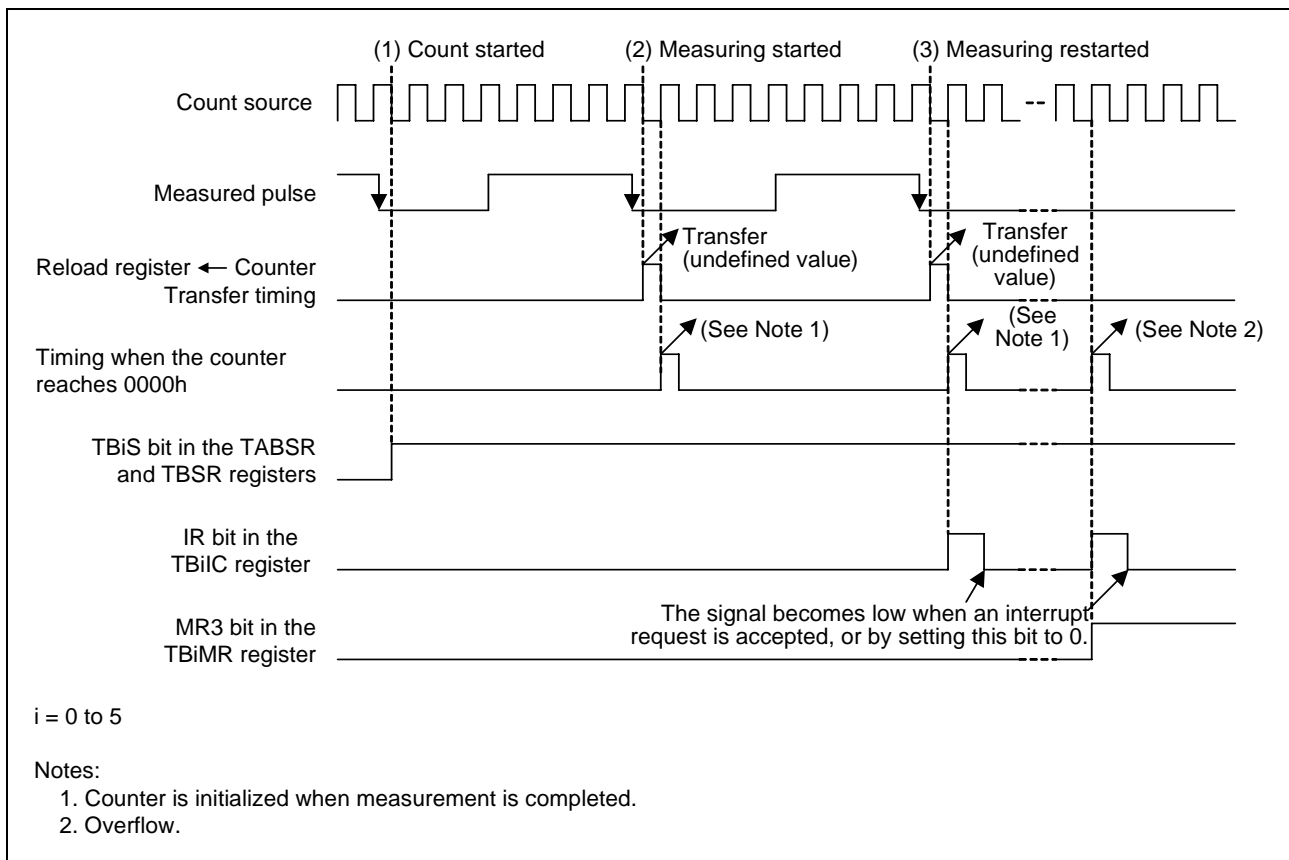 (1) Count started
(2) Measuring started
(3) Measuring restarted
Count source
Measured pulse
Reload register ← Counter
Transfer timing
Transfer
(undefined value)
Transfer
(undefined
value)
Timing when the counter
reaches 0000h
(See Note 1)
(See
Note 1)
(See Note 2)
TBiS bit in the TABSR
and TBSR registers
IR bit in the
TBiIC register
The signal becomes low when an interrupt
request is accepted, or by setting this bit to 0.
MR3 bit in the
TBiMR register
i = 0 to 5
Notes:
1. Counter is initialized when measurement is completed.
2. Overflow.